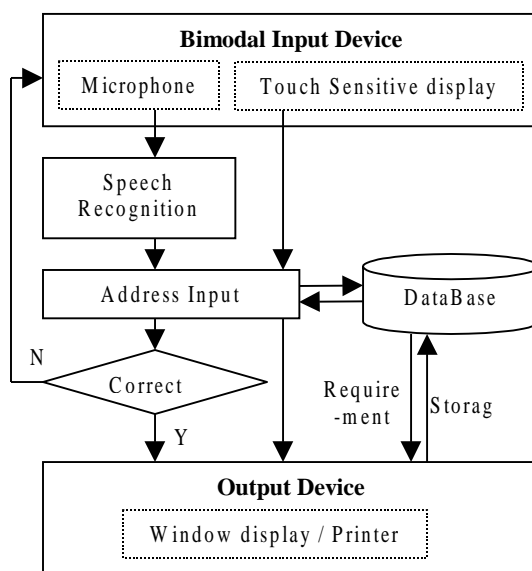 Bimodal Input Device
Microphone
Touch Sensitive display
Speech
Recognition
Address Input
DataBase
N
Correct
Require
-ment
Storag
Y
Output Device
Window display / Printer